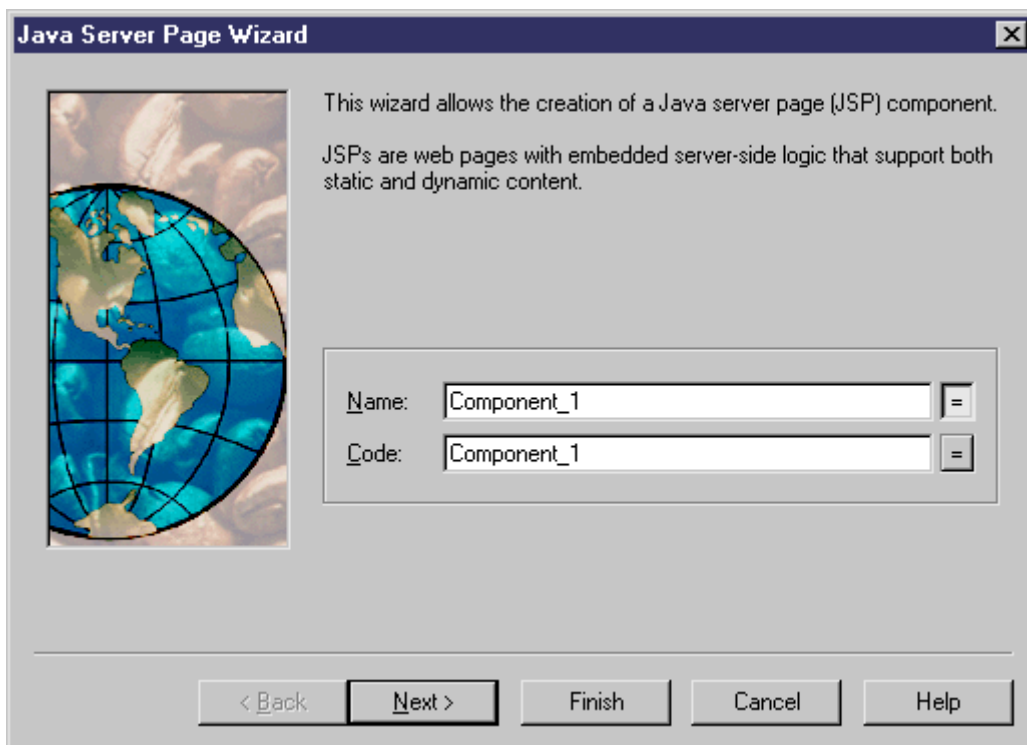 Java Server Page Wizard
This wizard allows the creation of a Java server page (JSP) component.
JSPs are web pages with embedded server-side logic that support both
static and dynamic content.
Name: Component_1 =
Code: Component_1 =
< Back Next > Finish Cancel Help